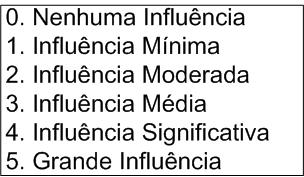 0. Nenhuma Influência
1. Influência Mínima
2. Influência Moderada
3. Influência Média
4. Influência Significativa
5. Grande Influência